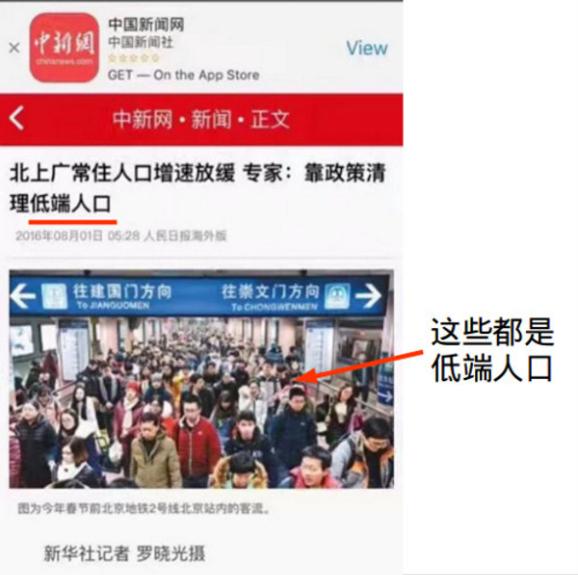 中国新闻网
中国新闻社
☆☆☆☆☆
GET — On the App Store
View
×
中新網
chinanews.com
中新网·新闻·正文
北上广常住人口增速放缓 专家：靠政策清
理低端人口
2016年08月01日 05:28 人民日报海外版
往建国门方向
To JIANGUOMEN
往崇文门方向
To CHONGWENMEN
这些都是
低端人口
图为今年春节前北京地铁2号线北京站内的客流。
新华社记者 罗晓光摄